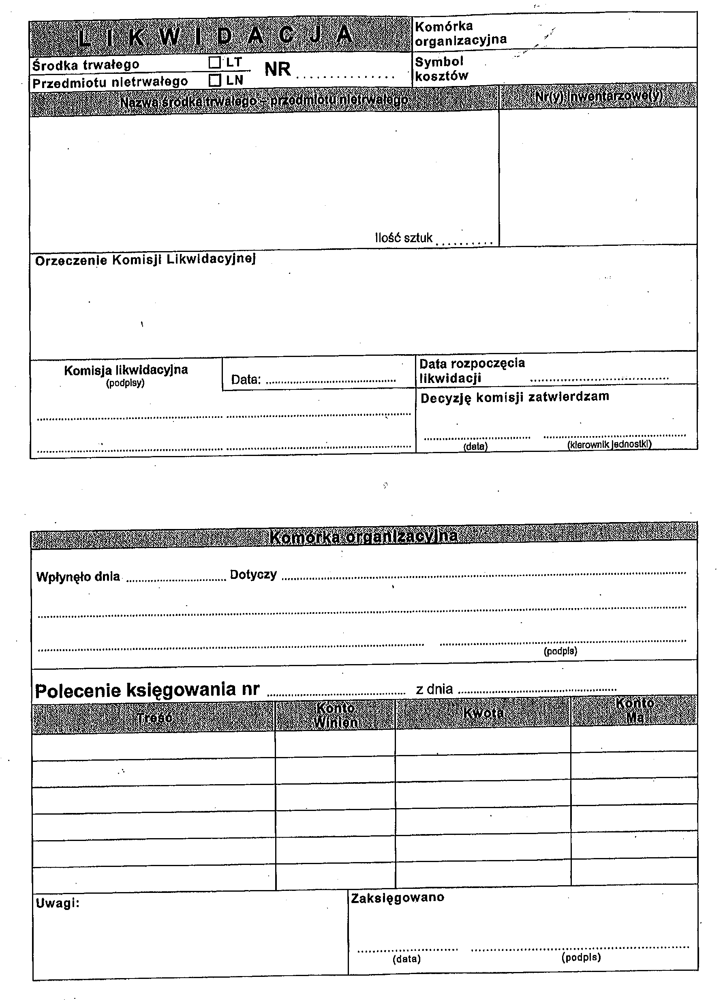 LIKWIDACJA
Komórka
organizacyjna
Środka trwałego ☐ LT
NR ...............
Symbol
kosztów
Przedmiotu nietrwałego ☐ LN
Nazwa środka trwałego – przedmiotu nietrwałego
Nr(y) inwentarzowe(y)
Ilość sztuk ..........
Orzeczenie Komisji Likwidacyjnej
Komisja likwidacyjna
(podpisy)
Data: ..........
Data rozpoczęcia
likwidacji ..........
Decyzję komisji zatwierdzam
(data) (kierownik jednostki)
Komórka organizacyjna
Wpłynęło dnia .......... Dotyczy ..........
(podpis)
Polecenie księgowania nr .......... z dnia ..........
Treść
Konto
Winien
Kwota
Konto
Ma
Uwagi:
Zaksięgowano
(data) (podpis)